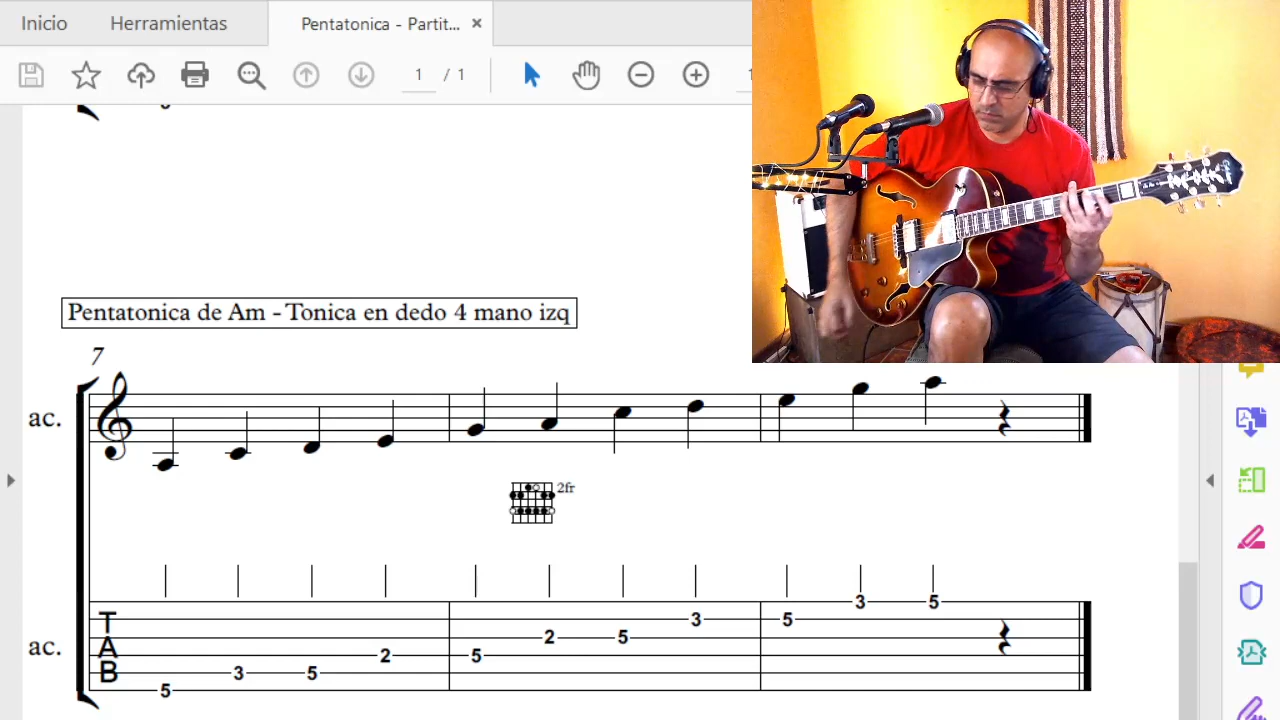 Inicio Herramientas Pentatonica - Partit... ×
1 / 1
Pentatonica de Am - Tonica en dedo 4 mano izq
7
ac.
2fr
ac.
T
A
B
5 3 5 2 5 2 5 3 5 3 5